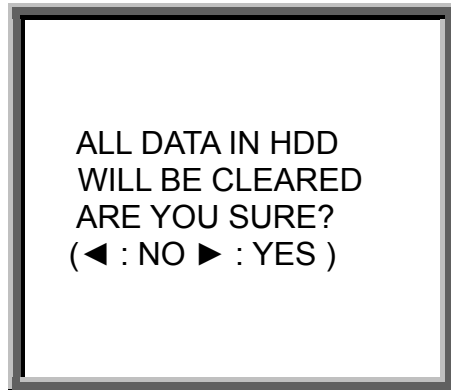 ALL DATA IN HDD
WILL BE CLEARED
ARE YOU SURE?
(◄ : NO ► : YES )